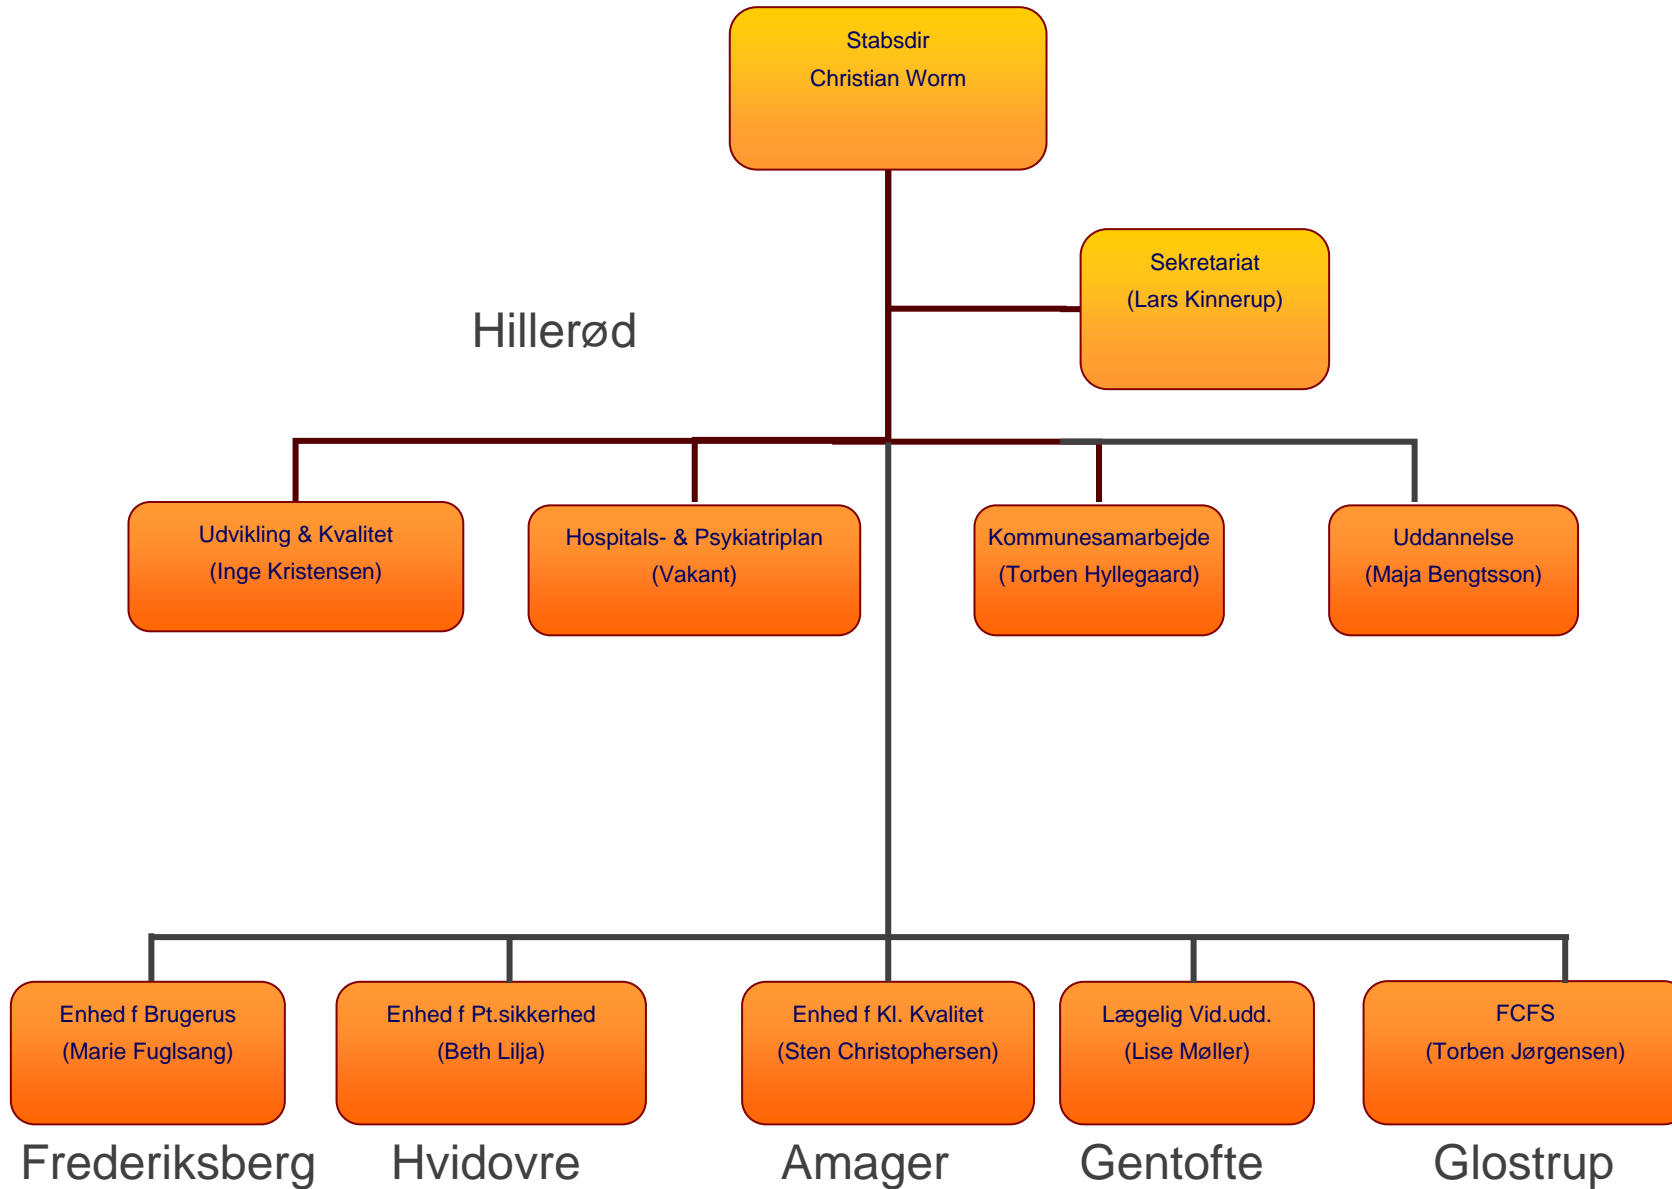 Stabsdir
Christian Worm
Sekretariat
(Lars Kinnerup)
Hillerød
Udvikling & Kvalitet
(Inge Kristensen)
Hospitals- & Psykiatriplan
(Vakant)
Kommunesamarbejde
(Torben Hyllegaard)
Uddannelse
(Maja Bengtsson)
Enhed f Brugerus
(Marie Fuglsang)
Enhed f Pt.sikkerhed
(Beth Lilja)
Enhed f Kl. Kvalitet
(Sten Christophersen)
Lægelig Vid.udd.
(Lise Møller)
FCFS
(Torben Jørgensen)
Frederiksberg
Hvidovre
Amager
Gentofte
Glostrup